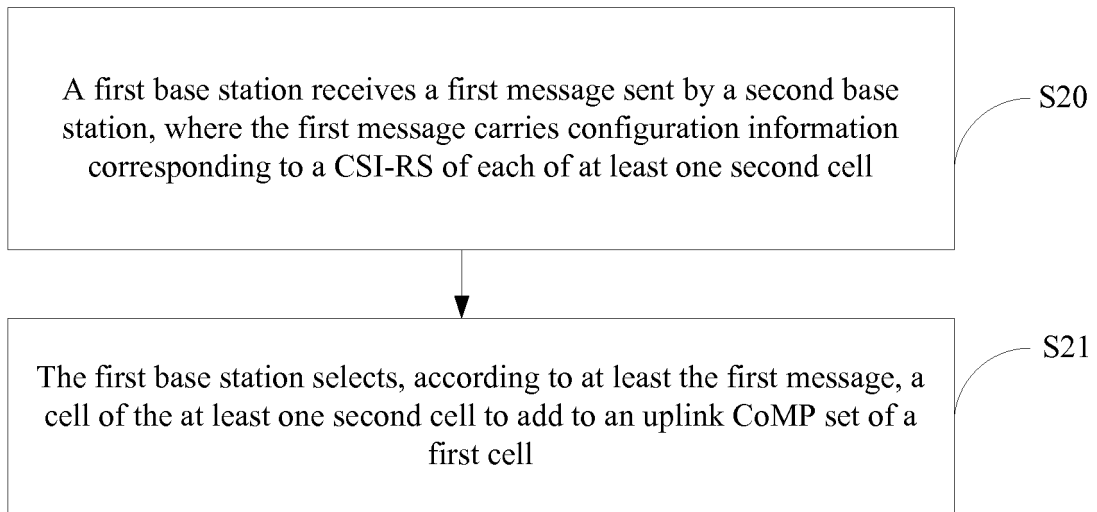 A first base station receives a first message sent by a second base
station, where the first message carries configuration information
corresponding to a CSI-RS of each of at least one second cell
S20
The first base station selects, according to at least the first message, a
cell of the at least one second cell to add to an uplink CoMP set of a
first cell
S21